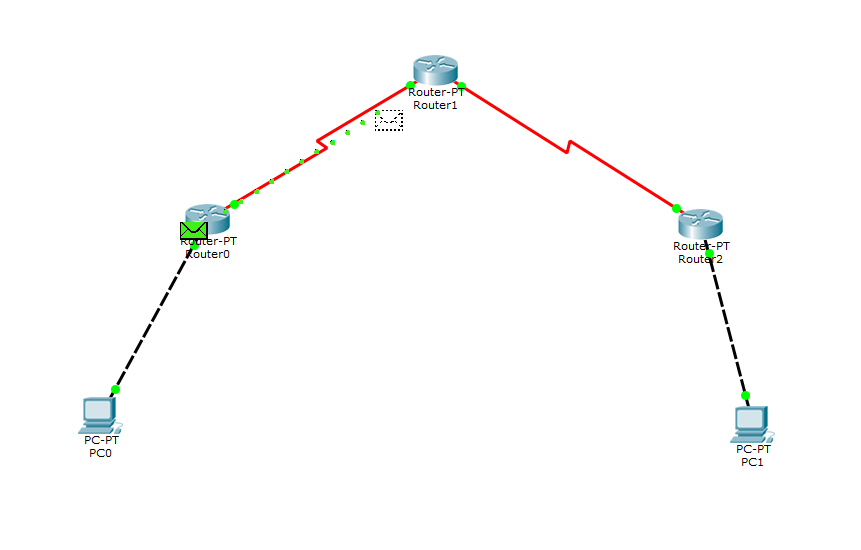 Router-PT
Router1
Router-PT
Router0
Router-PT
Router2
PC-PT
PC0
PC-PT
PC1